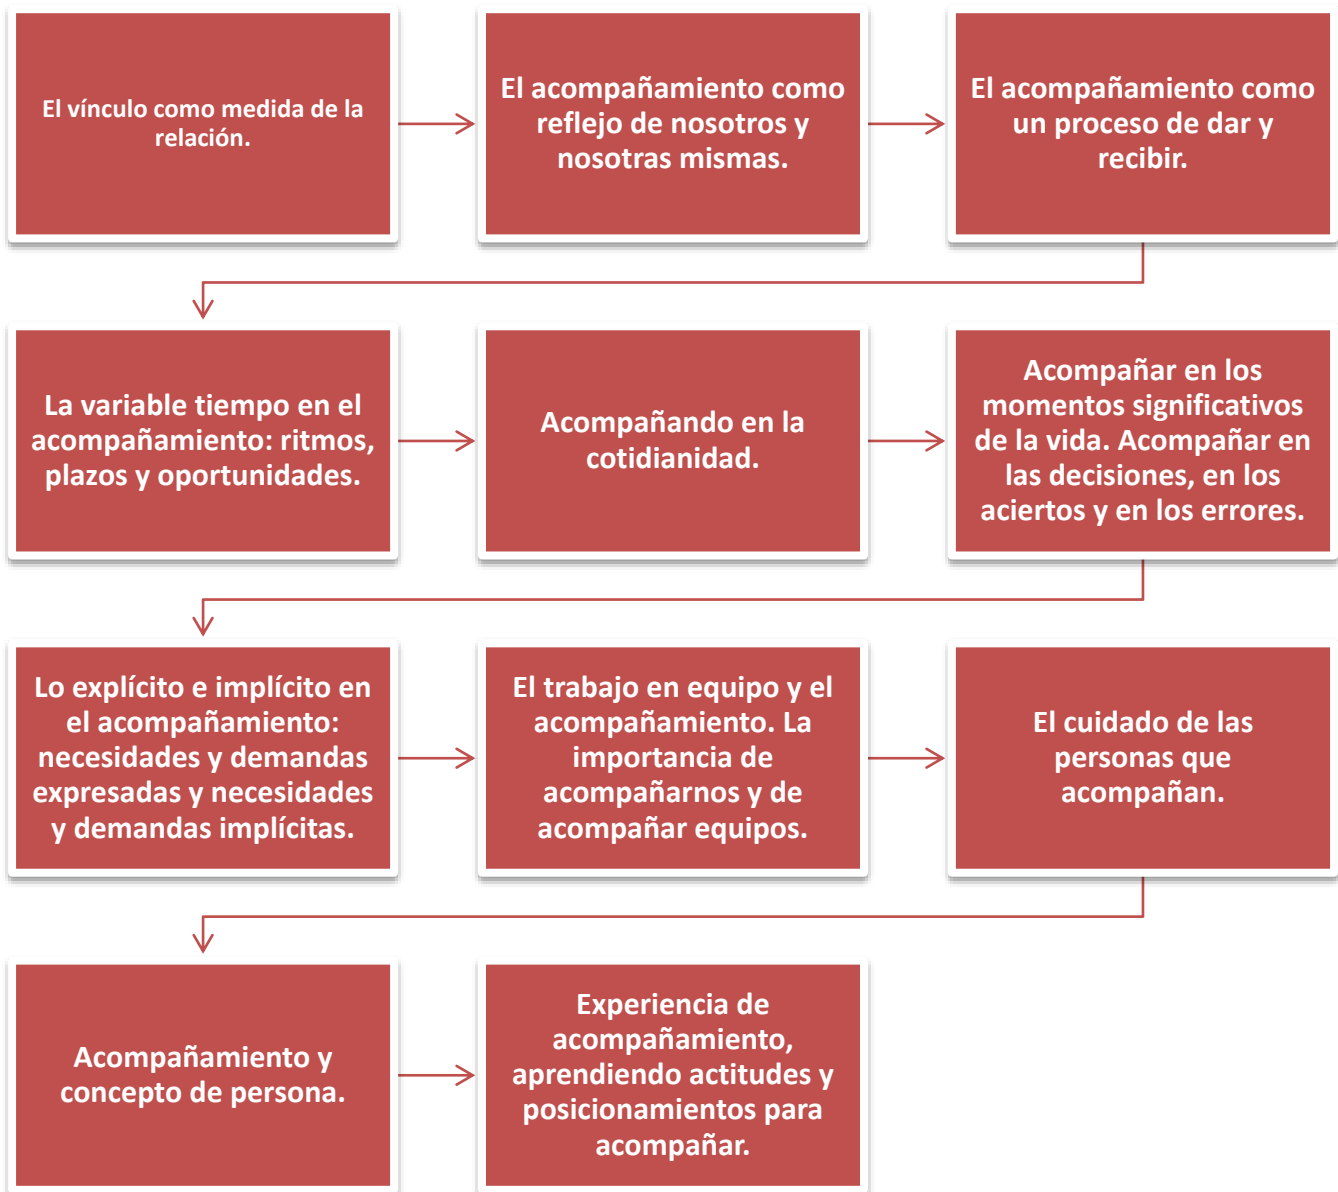 El vínculo como medida de la
relación.
El acompañamiento como
reflejo de nosotros y
nosotras mismas.
El acompañamiento como
un proceso de dar y
recibir.
La variable tiempo en el
acompañamiento: ritmos,
plazos y oportunidades.
Acompañando en la
cotidianidad.
Acompañar en los
momentos significativos
de la vida. Acompañar en
las decisiones, en los
aciertos y en los errores.
Lo explícito e implícito en
el acompañamiento:
necesidades y demandas
expresadas y necesidades
y demandas implícitas.
El trabajo en equipo y el
acompañamiento. La
importancia de
acompañarnos y de
acompañar equipos.
El cuidado de las
personas que
acompañan.
Acompañamiento y
concepto de persona.
Experiencia de
acompañamiento,
aprendiendo actitudes y
posicionamientos para
acompañar.